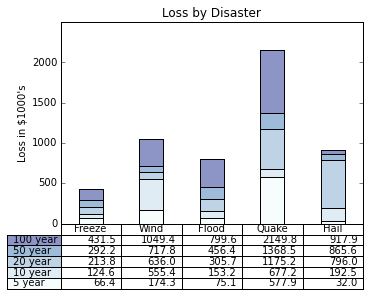 Loss by Disaster
Loss in $1000's
2000
1500
1000
500
0
Freeze Wind Flood Quake Hail
100 year 431.5 1049.4 799.6 2149.8 917.9
50 year 292.2 717.8 456.4 1368.5 865.6
20 year 213.8 636.0 305.7 1175.2 796.0
10 year 124.6 555.4 153.2 677.2 192.5
5 year 66.4 174.3 75.1 577.9 32.0